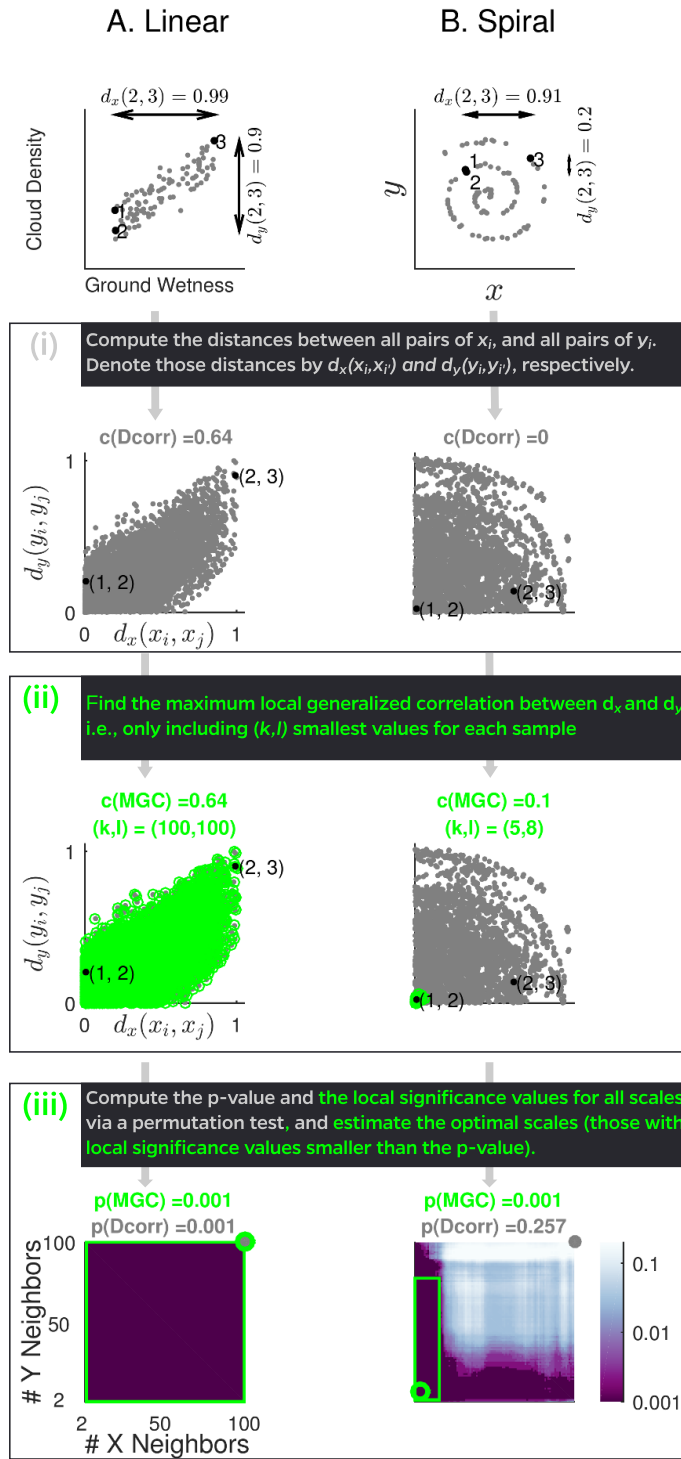 A. Linear
B. Spiral
d_x(2, 3) = 0.99
d_x(2, 3) = 0.91
Cloud Density
1
2
3
d_y(2, 3) = 0.9
Ground Wetness
y
1
2
3
d_y(2, 3) = 0.2
x
(i)
Compute the distances between all pairs of x_i, and all pairs of y_i.
Denote those distances by d_x(x_i,x_i') and d_y(y_i,y_i'), respectively.
c(Dcorr) =0.64
c(Dcorr) =0
1
(2, 3)
d_y(y_i, y_j)
(1, 2)
0
0
d_x(x_i, x_j)
1
(2, 3)
(1, 2)
(ii)
Find the maximum local generalized correlation between d_x and d_y
i.e., only including (k,l) smallest values for each sample
c(MGC) =0.64
(k,l) = (100,100)
c(MGC) =0.1
(k,l) = (5,8)
1
(2, 3)
d_y(y_i, y_j)
(1, 2)
0
0
d_x(x_i, x_j)
1
(2, 3)
(1, 2)
(iii)
Compute the p-value and the local significance values for all scales
via a permutation test, and estimate the optimal scales (those with
local significance values smaller than the p-value).
p(MGC) =0.001
p(Dcorr) =0.001
p(MGC) =0.001
p(Dcorr) =0.257
# Y Neighbors
100
50
2
2
50
100
# X Neighbors
0.1
0.01
0.001